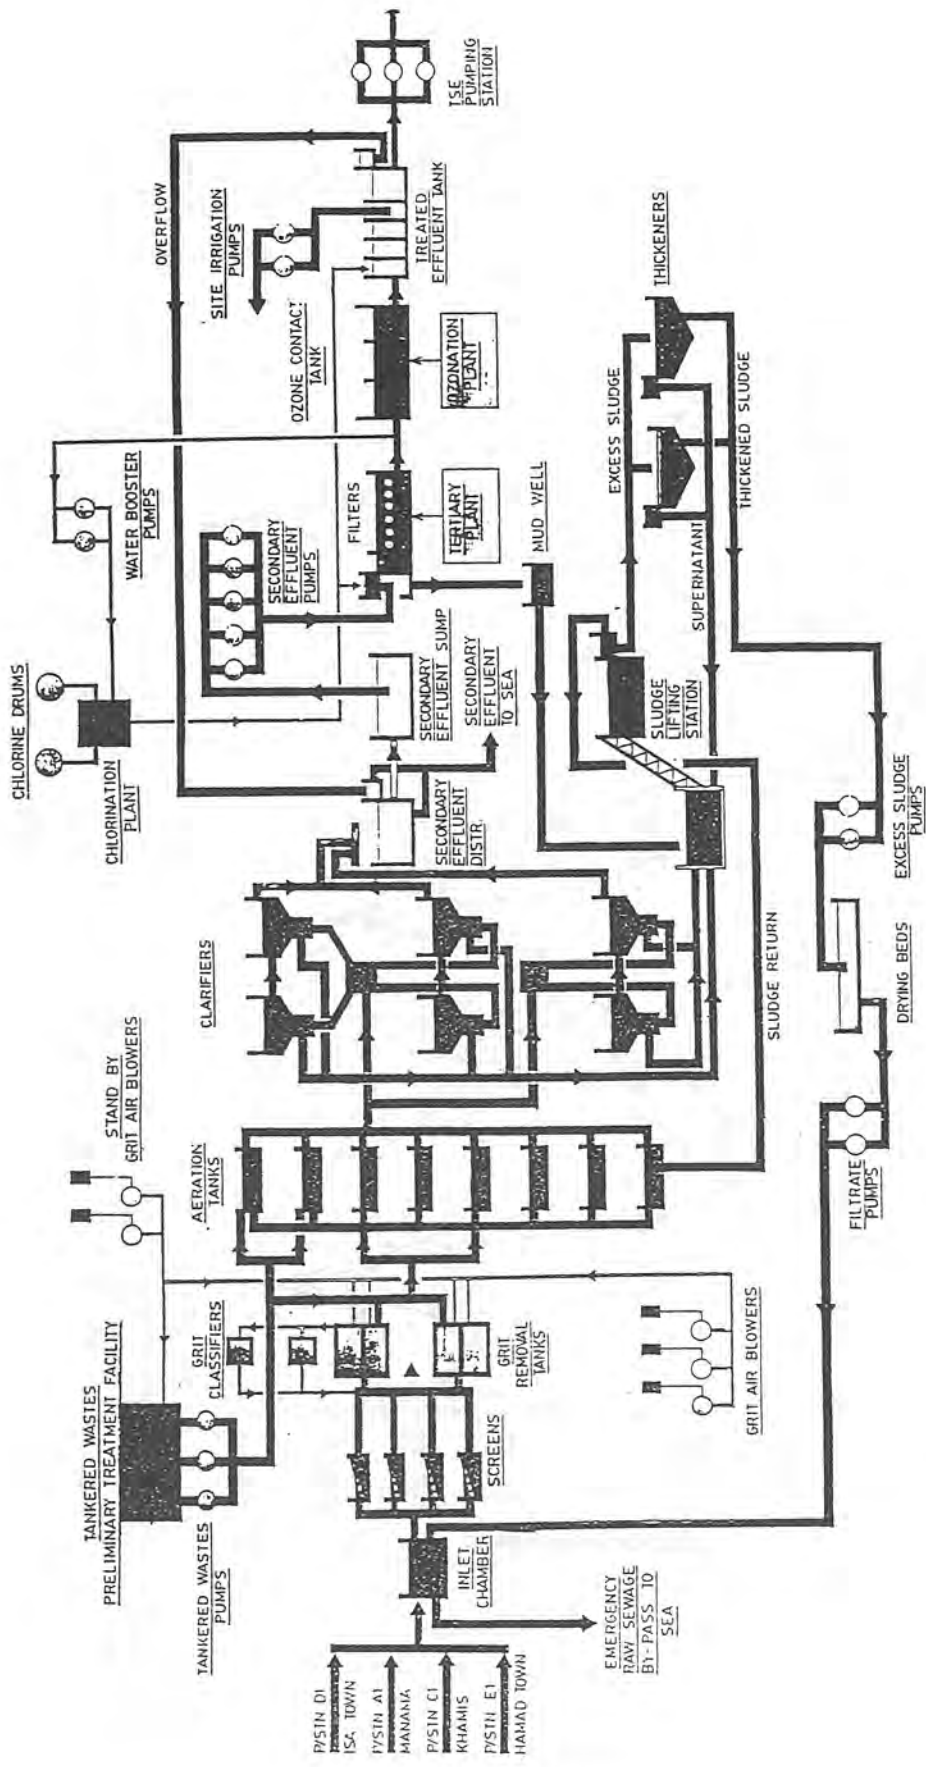 P/STN D1
ISA TOWN
P/STN A1
MANAMA
P/STN C1
KHAMIS
P/STN E1
HAMAD TOWN
EMERGENCY
RAW SEWAGE
BY-PASS TO
SEA
INLET
CHAMBER
SCREENS
TANKERED WASTES
PRELIMINARY TREATMENT FACILITY
TANKERED WASTES
PUMPS
GRIT
CLASSIFIERS
GRIT
REMOVAL
TANKS
GRIT AIR BLOWERS
STAND BY
GRIT AIR BLOWERS
AERATION
TANKS
CLARIFIERS
SLUDGE RETURN
FILTRATE
PUMPS
DRYING BEDS
EXCESS SLUDGE
PUMPS
CHLORINE DRUMS
CHLORINATION
PLANT
WATER BOOSTER
PUMPS
SECONDARY
EFFLUENT
DISTR.
SECONDARY
EFFLUENT SUMP
SECONDARY
EFFLUENT
TO SEA
SECONDARY
EFFLUENT
PUMPS
FILTERS
TERTIARY
PLANT
MUD WELL
SLUDGE
LIFTING
STATION
SUPERNATANT
EXCESS SLUDGE
THICKENED SLUDGE
THICKENERS
OZONE CONTACT
TANK
OZONATION
PLANT
SITE IRRIGATION
PUMPS
OVERFLOW
TREATED
EFFLUENT TANK
TSE
PUMPING
STATION